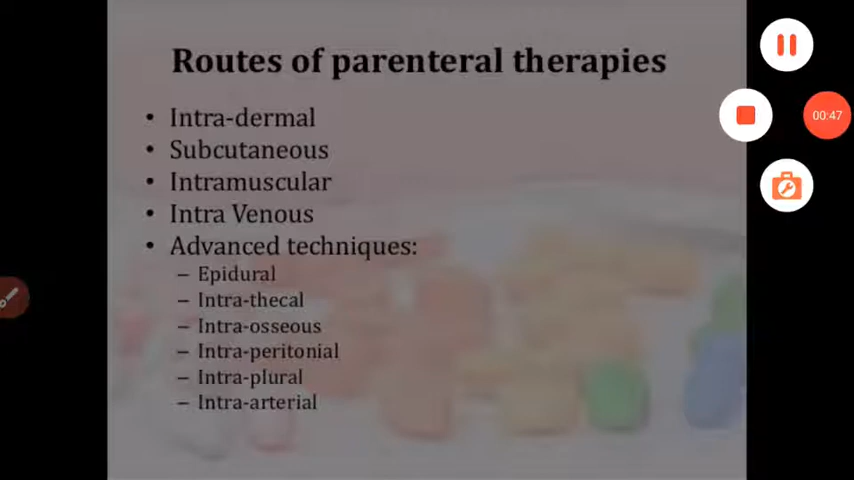 Routes of parenteral therapies
• Intra-dermal
• Subcutaneous
• Intramuscular
• Intra Venous
• Advanced techniques:
– Epidural
– Intra-thecal
– Intra-osseous
– Intra-peritonial
– Intra-plural
– Intra-arterial
00:47